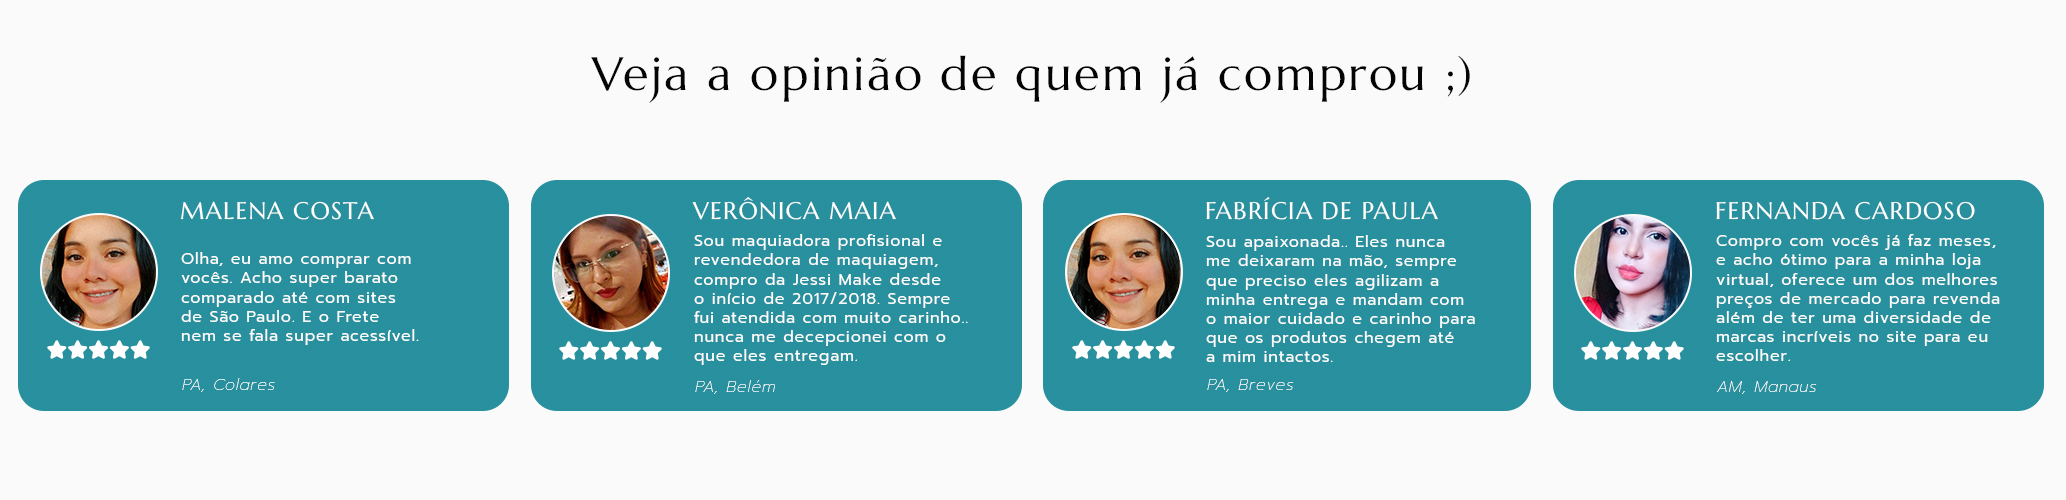 Veja a opinião de quem já comprou ;)
MALENA COSTA
Olha, eu amo comprar com
vocês. Acho super barato
comparado até com sites
de São Paulo. E o Frete
nem se fala super acessível.
PA, Colares
VERÔNICA MAIA
Sou maquiadora profisional e
revendedora de maquiagem,
compro da Jessi Make desde
o início de 2017/2018. Sempre
fui atendida com muito carinho..
nunca me decepcionei com o
que eles entregam.
PA, Belém
FABRÍCIA DE PAULA
Sou apaixonada.. Eles nunca
me deixaram na mão, sempre
que preciso eles agilizam a
minha entrega e mandam com
o maior cuidado e carinho para
que os produtos chegem até
a mim intactos.
PA, Breves
FERNANDA CARDOSO
Compro com vocês já faz meses,
e acho ótimo para a minha loja
virtual, oferece um dos melhores
preços de mercado para revenda
além de ter uma diversidade de
marcas incríveis no site para eu
escolher.
AM, Manaus